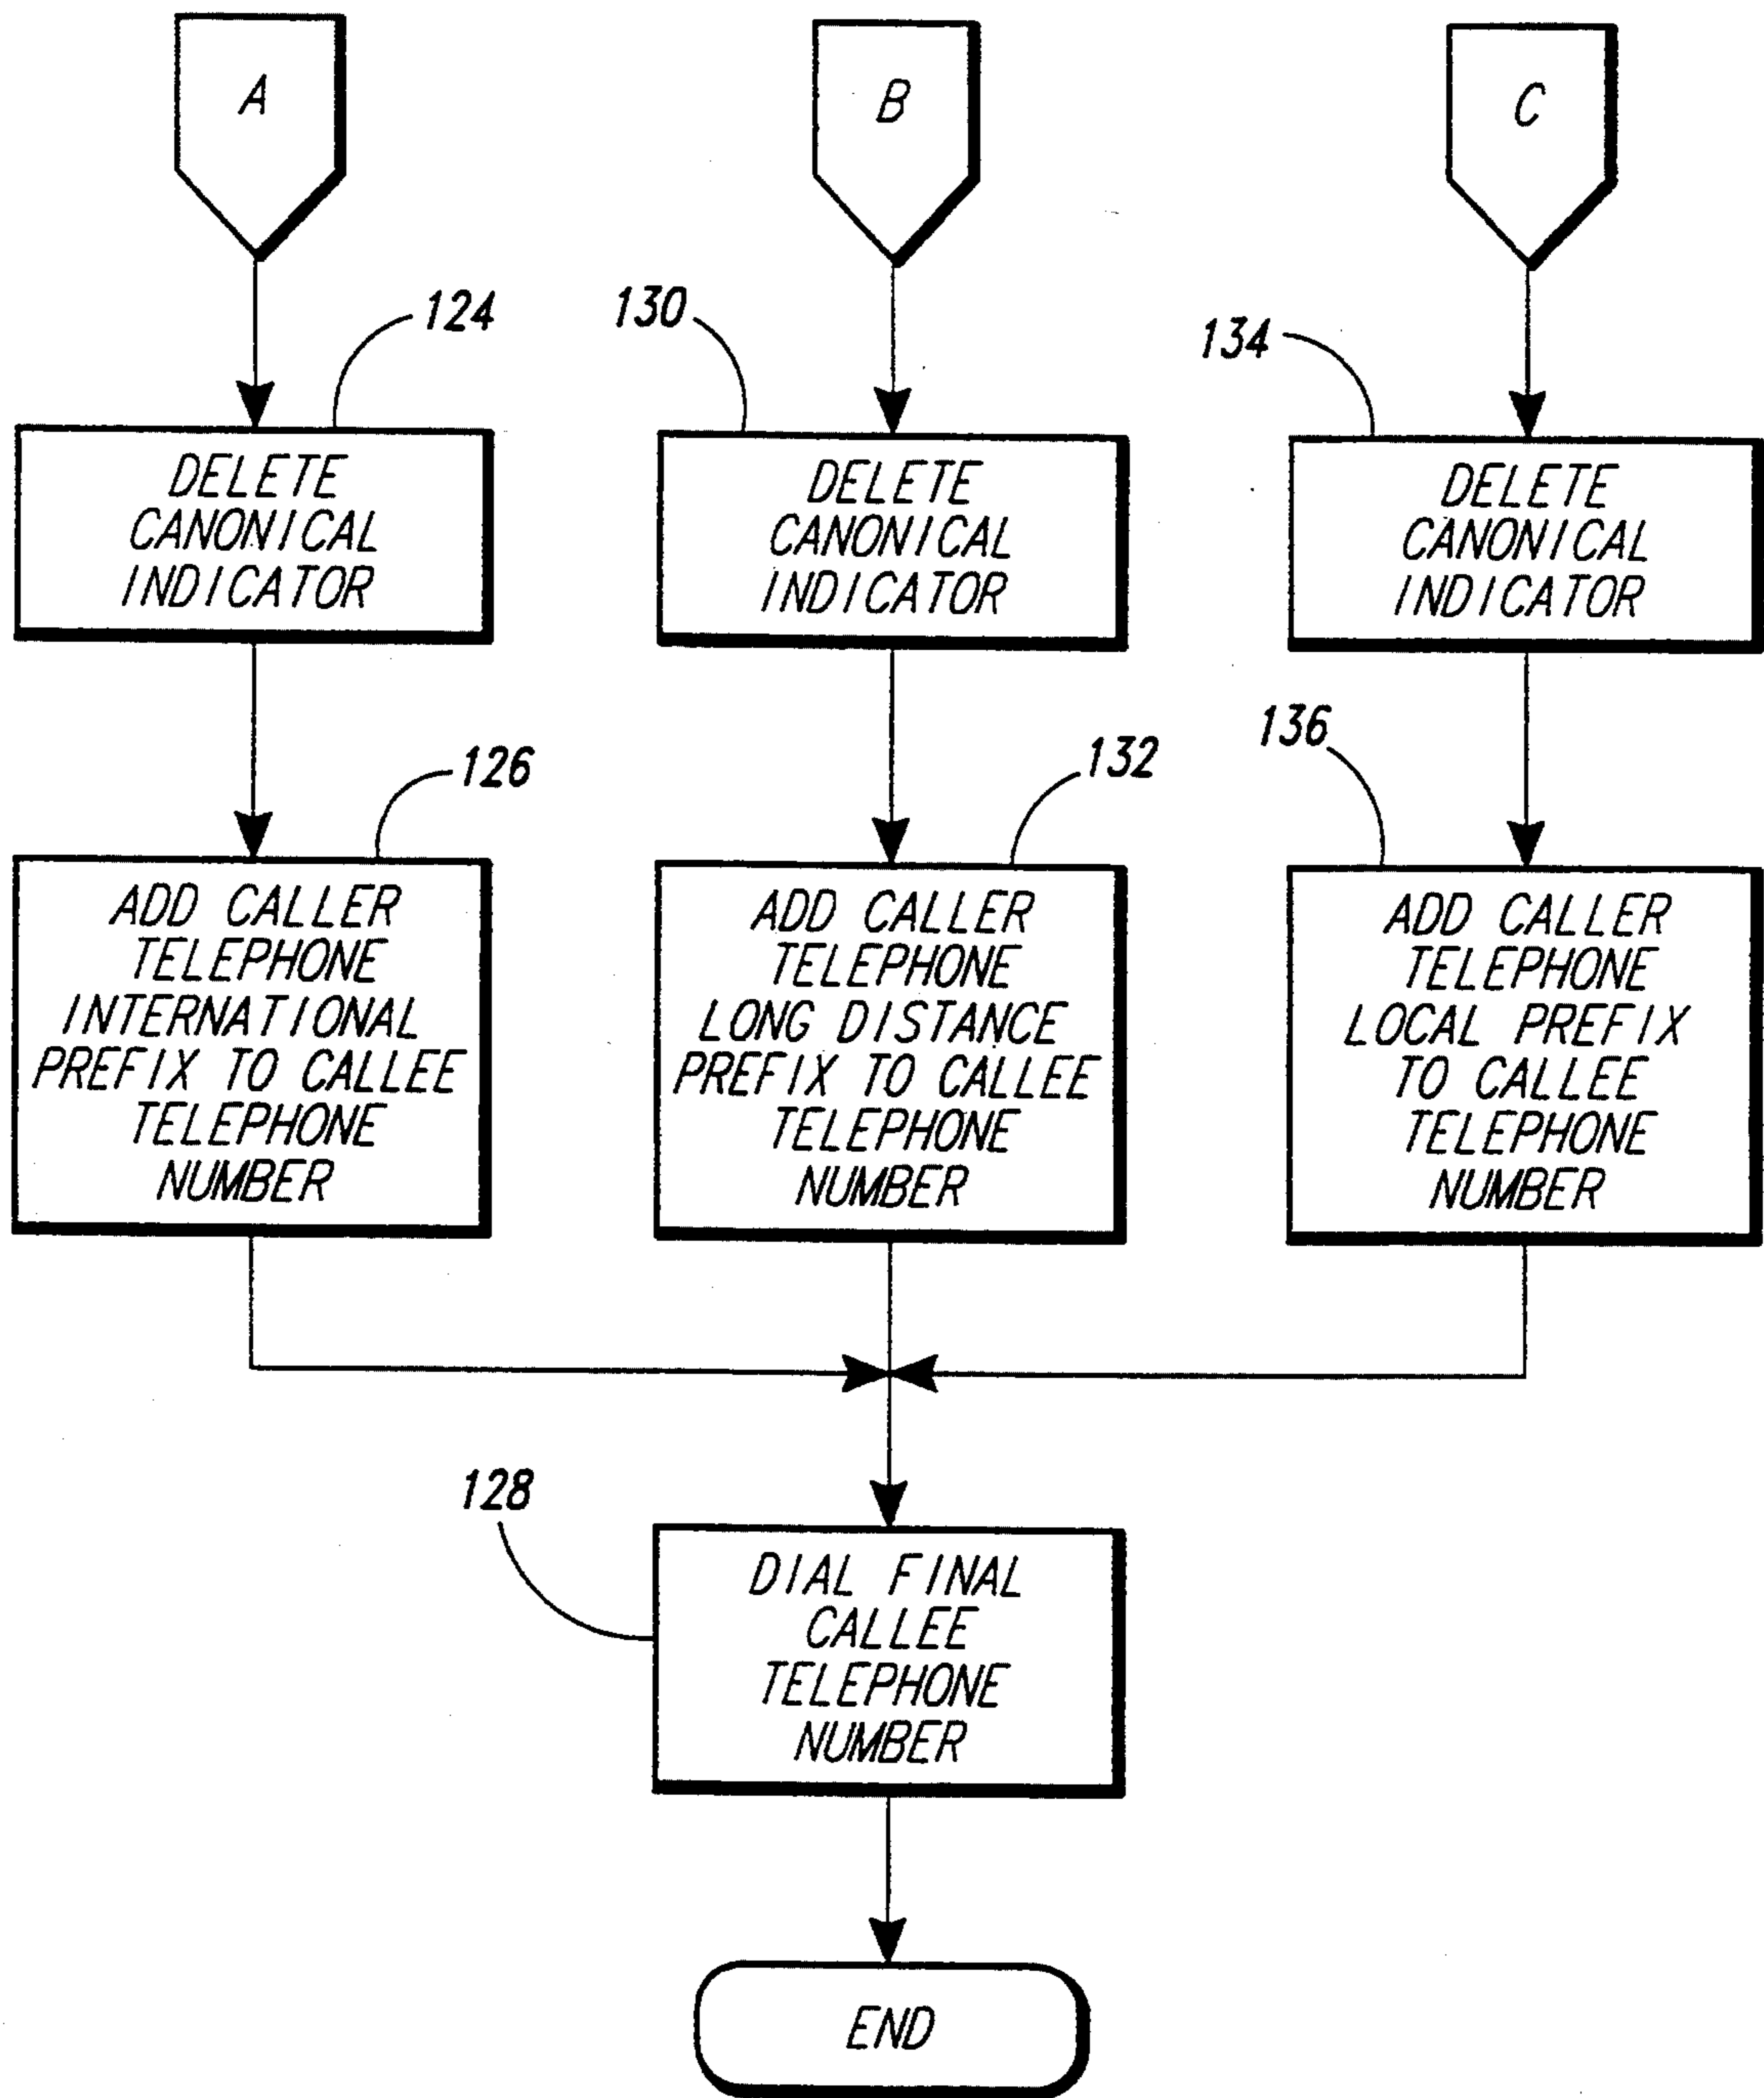 A
B
C
124
130
134
DELETE
CANONICAL
INDICATOR
DELETE
CANONICAL
INDICATOR
DELETE
CANONICAL
INDICATOR
126
132
136
ADD CALLER
TELEPHONE
INTERNATIONAL
PREFIX TO CALLEE
TELEPHONE
NUMBER
ADD CALLER
TELEPHONE
LONG DISTANCE
PREFIX TO CALLEE
TELEPHONE
NUMBER
ADD CALLER
TELEPHONE
LOCAL PREFIX
TO CALLEE
TELEPHONE
NUMBER
128
DIAL FINAL
CALLEE
TELEPHONE
NUMBER
END